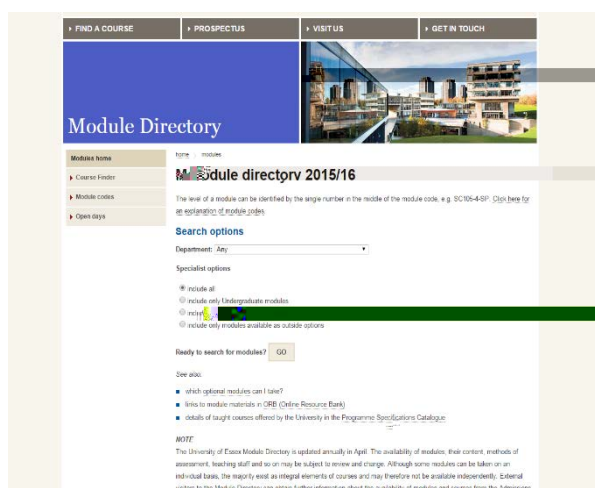 FIND A COURSE
PROSPECTUS
VISIT US
GET IN TOUCH
Module Directory
Modules home
Course Finder
Module codes
Open days
home modules
Module directory 2015/16
The level of a module can be identified by the single number in the middle of the module code, e.g. SC105-4-SP. Click here for
an explanation of module codes.
Search options
Department: Any
Specialist options
include all
include only Undergraduate modules
include only modules available as outside options
Ready to search for modules? GO
See also:
which optional modules can I take?
links to module materials in ORB (Online Resource Bank)
details of taught courses offered by the University in the Programme Specifications Catalogue
NOTE
The University of Essex Module Directory is updated annually in April. The availability of modules, their content, methods of
assessment, teaching staff and so on may be subject to review and change. Although some modules can be taken on an
individual basis, the majority exist as integral elements of courses and may therefore not be available independently. External